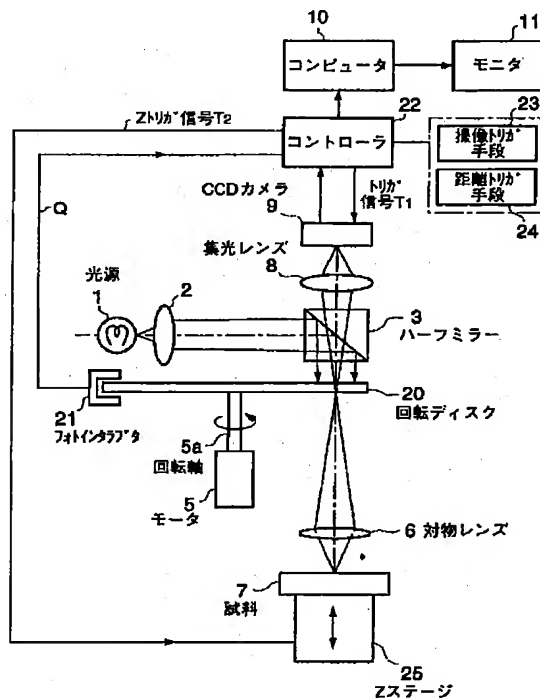 10
コンピュータ
11
モニタ
22
コントローラ
Zトリガ信号T2
23
撮像トリガ
手段
距離トリガ
手段
24
CCDカメラ
トリガ
信号T1
9
Q
集光レンズ
8
光源
1
2
3
ハーフミラー
21
フォトインタラプタ
20
回転ディスク
5a
回転軸
5
モータ
6 対物レンズ
7
試料
25
Zステージ